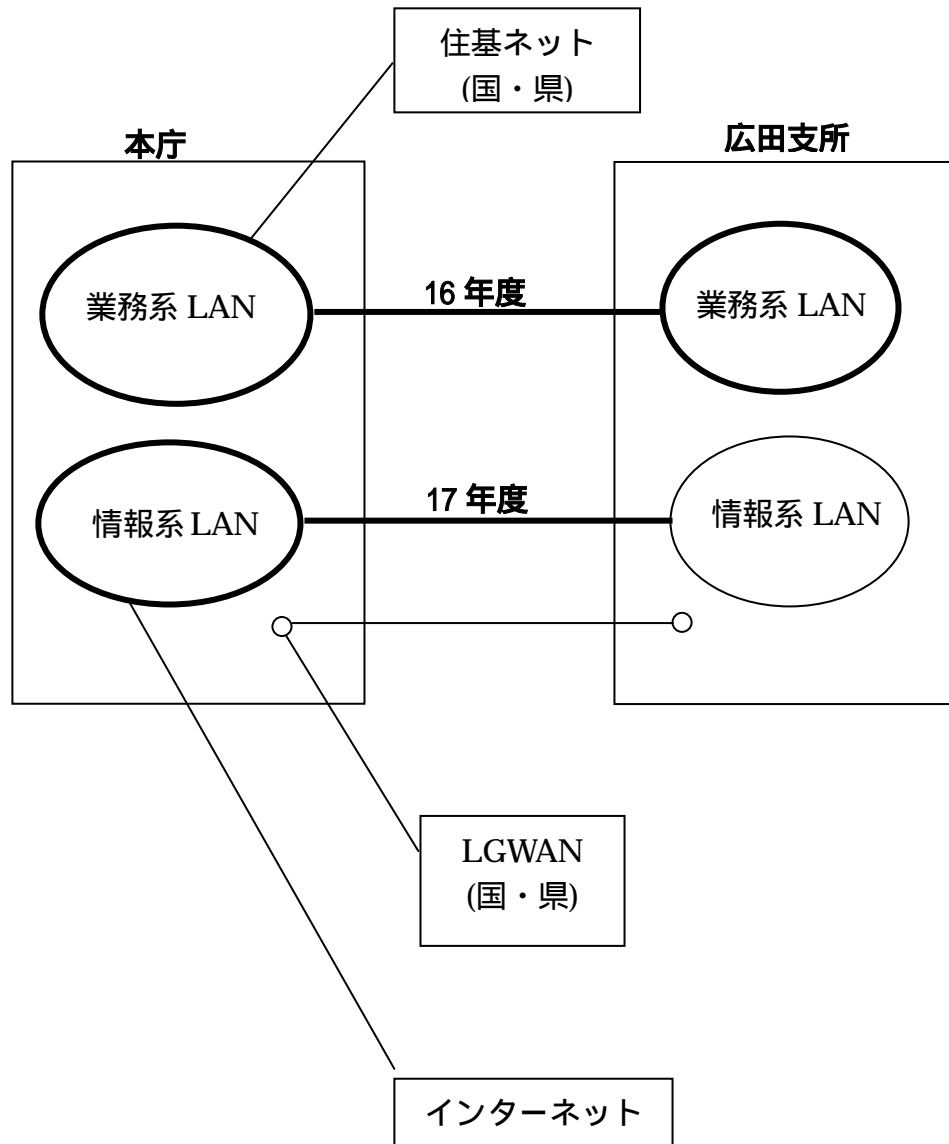 住基ネット
(国・県)
本庁
広田支所
業務系 LAN
16 年度
業務系 LAN
情報系 LAN
17 年度
情報系 LAN
LGWAN
(国・県)
インターネット